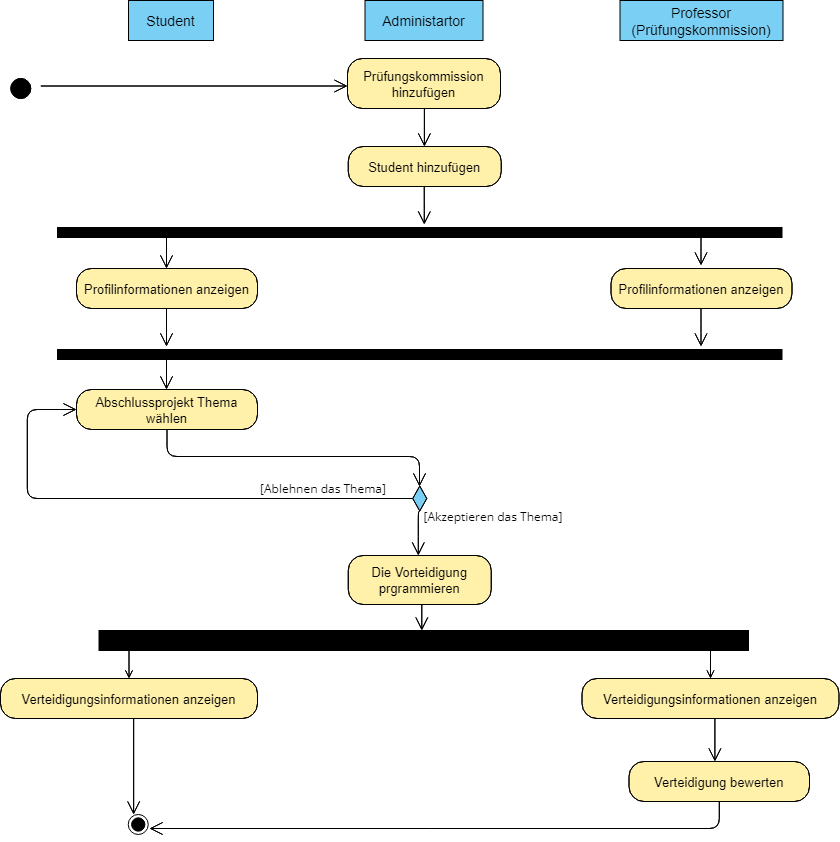 Student
Administartor
Professor
(Prüfungskommission)
Prüfungskommission
hinzufügen
Student hinzufügen
Profilinformationen anzeigen
Profilinformationen anzeigen
Abschlussprojekt Thema
wählen
[Ablehnen das Thema]
[Akzeptieren das Thema]
Die Vorteidigung
prgrammieren
Verteidigungsinformationen anzeigen
Verteidigungsinformationen anzeigen
Verteidigung bewerten